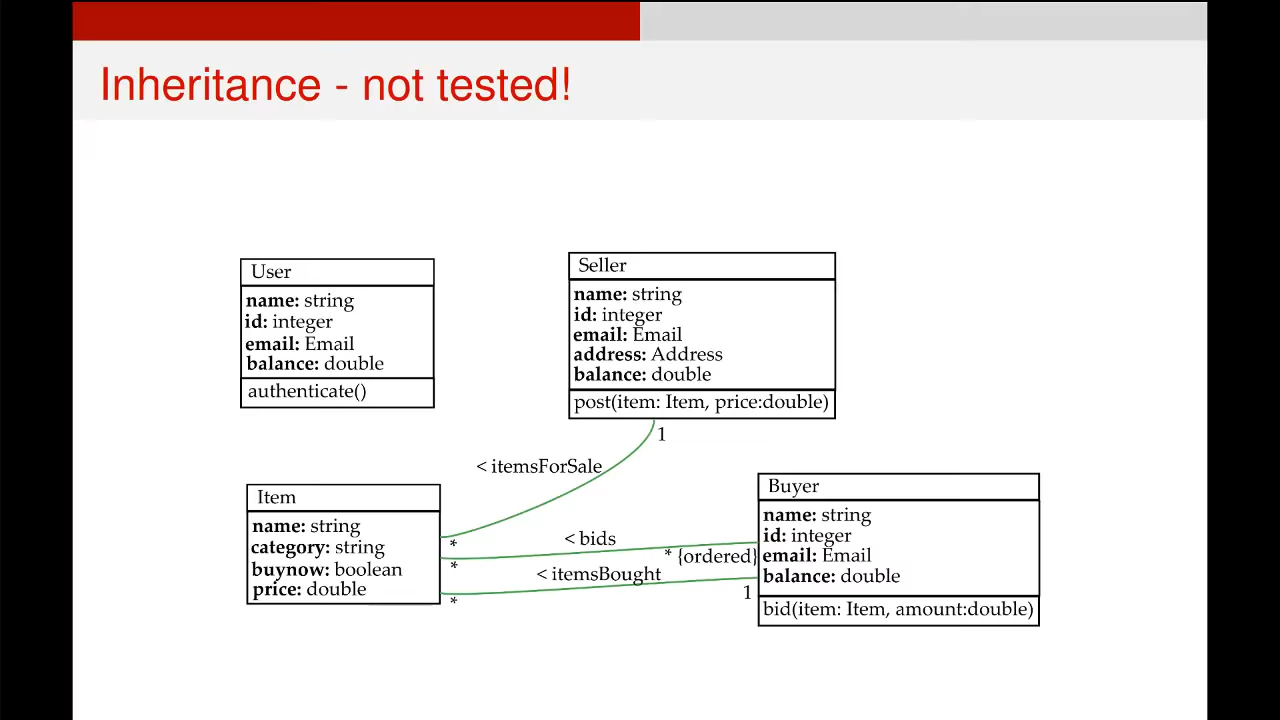 Inheritance - not tested!
User
name: string
id: integer
email: Email
balance: double
authenticate()
Seller
name: string
id: integer
email: Email
address: Address
balance: double
post(item: Item, price:double)
1
< itemsForSale
Item
name: string
category: string
buynow: boolean
price: double
*
< bids
*
* {ordered}
< itemsBought
*
1
Buyer
name: string
id: integer
email: Email
balance: double
bid(item: Item, amount:double)